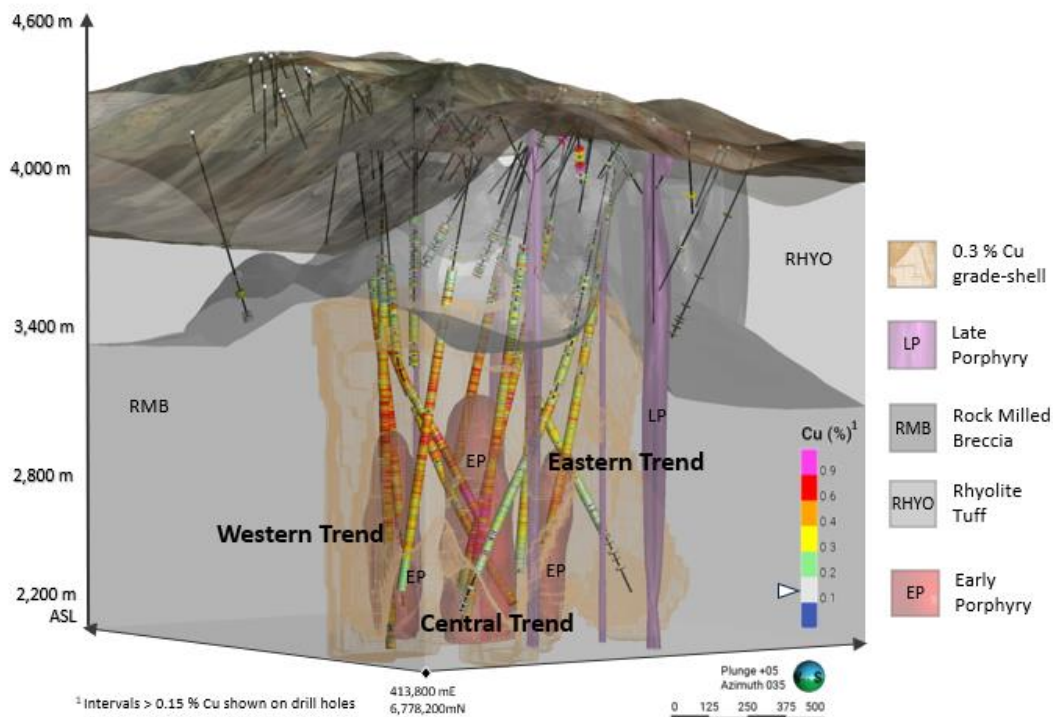 4,600 m
4,000 m
3,400 m
2,800 m
2,200 m
ASL
RMB
RHYO
LP
EP
EP
EP
Western Trend
Central Trend
Eastern Trend
Cu (%)¹
0.9
0.6
0.4
0.3
0.2
0.1
0.3 % Cu
grade-shell
LP
Late
Porphyry
RMB
Rock Milled
Breccia
RHYO
Rhyolite
Tuff
EP
Early
Porphyry
¹ Intervals > 0.15 % Cu shown on drill holes
413,800 mE
6,778,200mN
Plunge +05
Azimuth 035
S
0 125 250 375 500